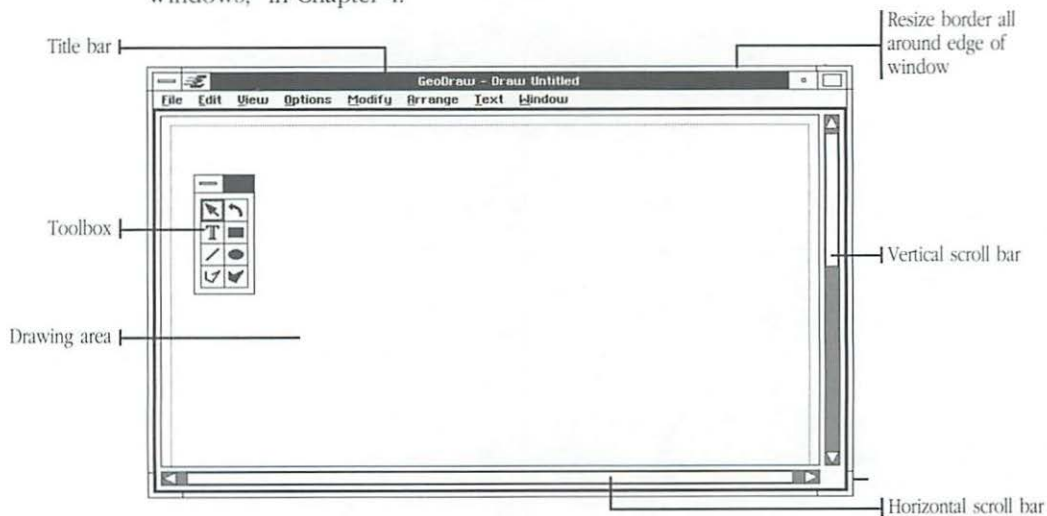 windows," in Chapter 4.
Resize border all
around edge of
window
Title bar
GeoDraw - Draw Untitled
File Edit View Options Modify Arrange Text Window
Toolbox
T
Vertical scroll bar
Drawing area
Horizontal scroll bar